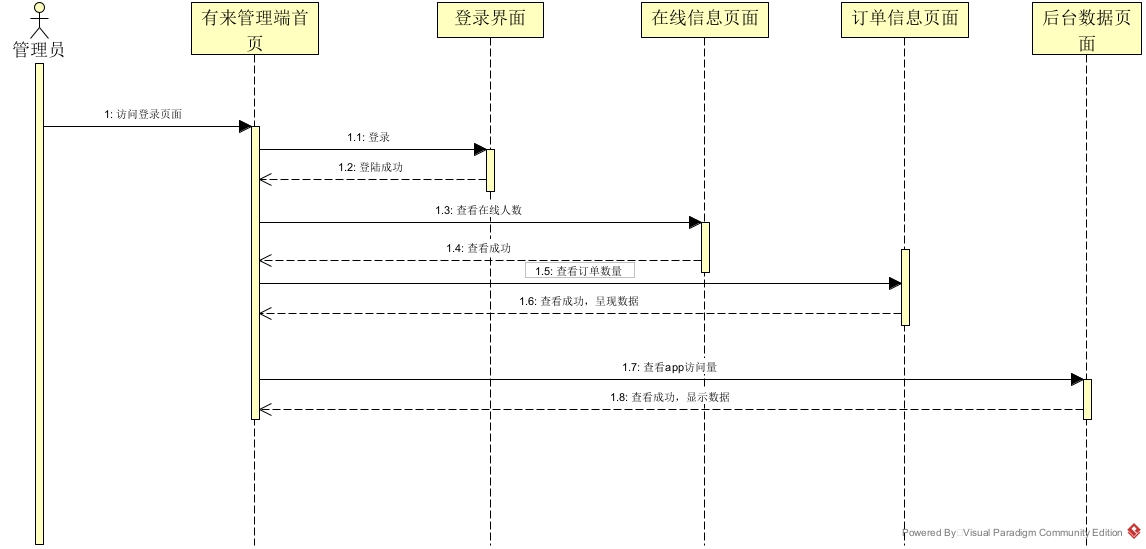 管理员
有来管理端首
页
登录界面
在线信息页面
订单信息页面
后台数据页
面
1: 访问登录页面
1.1: 登录
1.2: 登陆成功
1.3: 查看在线人数
1.4: 查看成功
1.5: 查看订单数量
1.6: 查看成功，呈现数据
1.7: 查看app访问量
1.8: 查看成功，显示数据
Powered By Visual Paradigm Community Edition